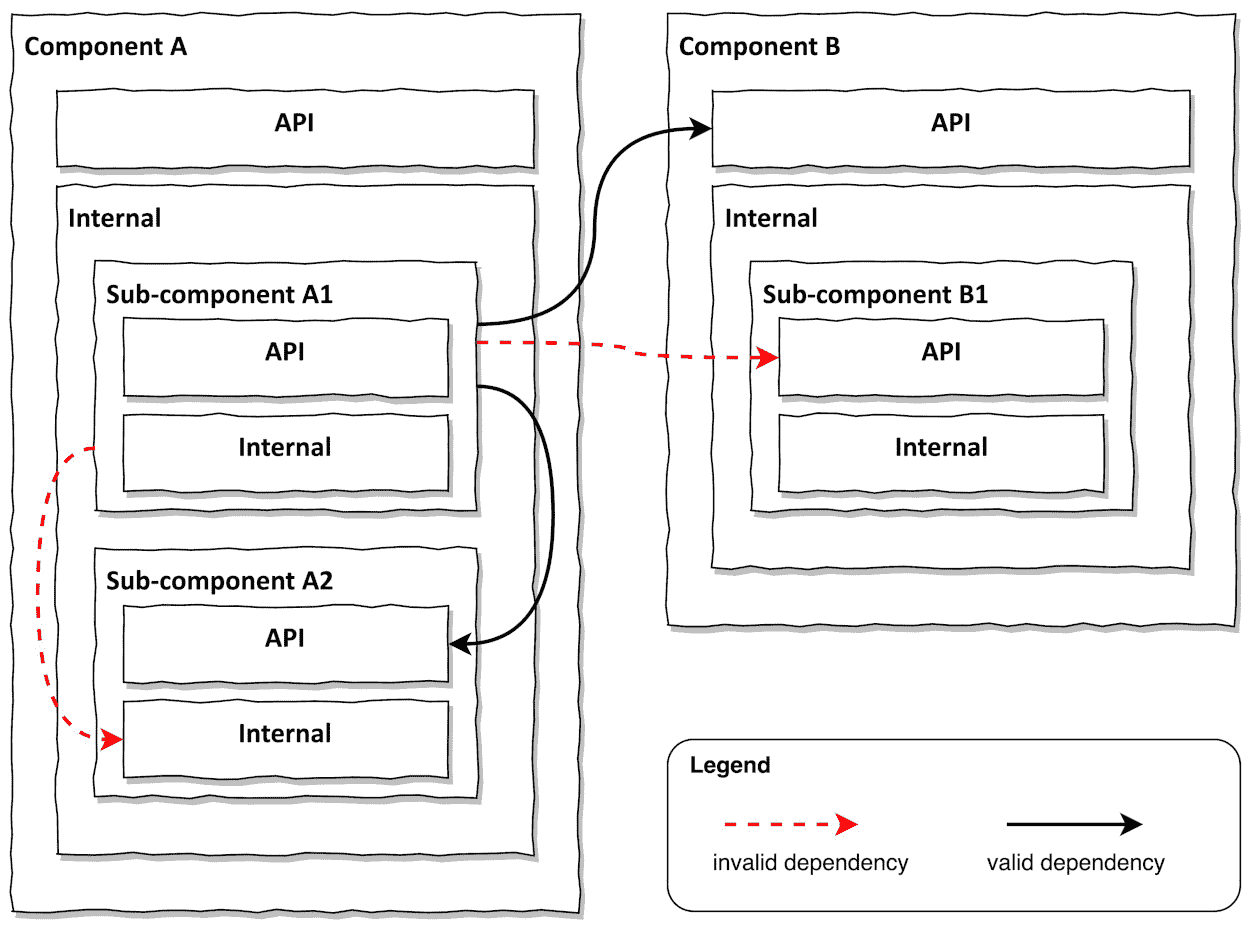 Component A
API
Internal
Sub-component A1
API
Internal
Sub-component A2
API
Internal
Component B
API
Internal
Sub-component B1
API
Internal
Legend
invalid dependency
valid dependency